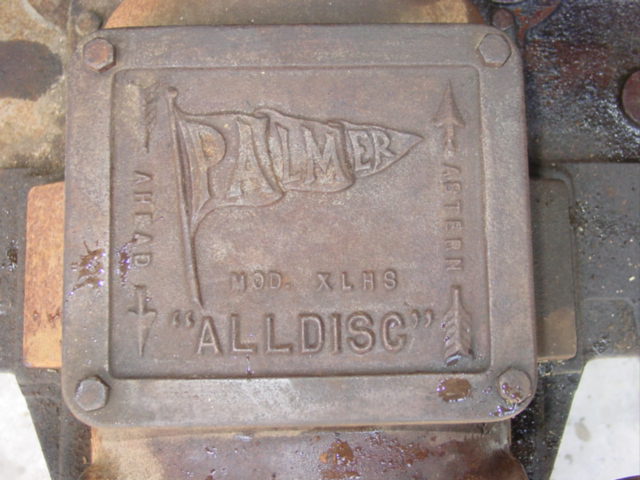 PALMER
AHEAD
ASTERN
MOD. XLHS
"ALLDISC"